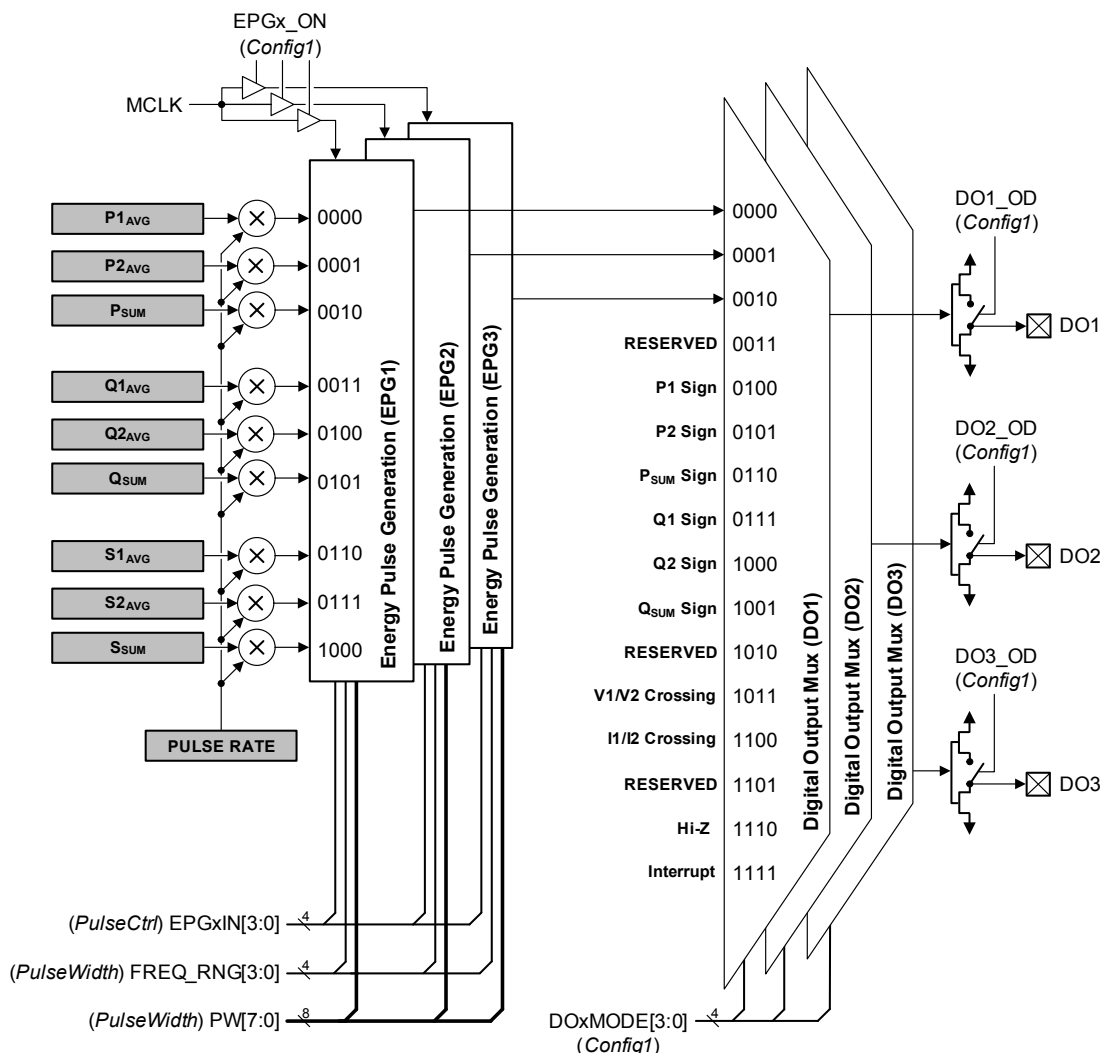 EPGx_ON
(Config1)
MCLK
P1AVG
P2AVG
PSUM
Q1AVG
Q2AVG
QSUM
S1AVG
S2AVG
SSUM
PULSE RATE
0000
0001
0010
0011
0100
0101
0110
0111
1000
Energy Pulse Generation (EPG1)
Energy Pulse Generation (EPG2)
Energy Pulse Generation (EPG3)
0000
0001
0010
RESERVED 0011
P1 Sign 0100
P2 Sign 0101
PSUM Sign 0110
Q1 Sign 0111
Q2 Sign 1000
QSUM Sign 1001
RESERVED 1010
V1/V2 Crossing 1011
I1/I2 Crossing 1100
RESERVED 1101
Hi-Z 1110
Interrupt 1111
Digital Output Mux (DO1)
Digital Output Mux (DO2)
Digital Output Mux (DO3)
DO1_OD
(Config1)
DO1
DO2_OD
(Config1)
DO2
DO3_OD
(Config1)
DO3
(PulseCtrl) EPGxIN[3:0] 4
(PulseWidth) FREQ_RNG[3:0] 4
(PulseWidth) PW[7:0] 8
DOxMODE[3:0] 4
(Config1)